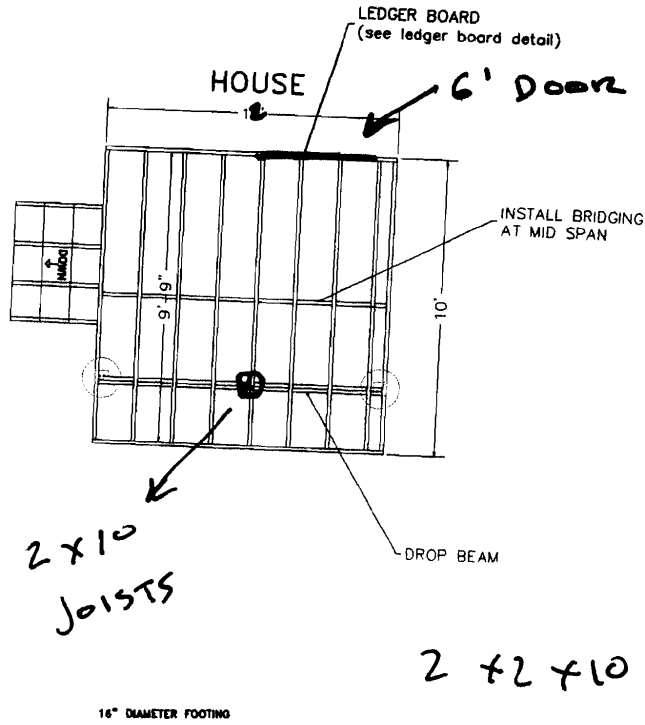 LEDGER BOARD
(see ledger board detail)
HOUSE
6' DOOR
INSTALL BRIDGING
AT MID SPAN
DOWN
9'-9"
10'
2 x 10
JOISTS
DROP BEAM
2 x 2 x 10
16" DIAMETER FOOTING